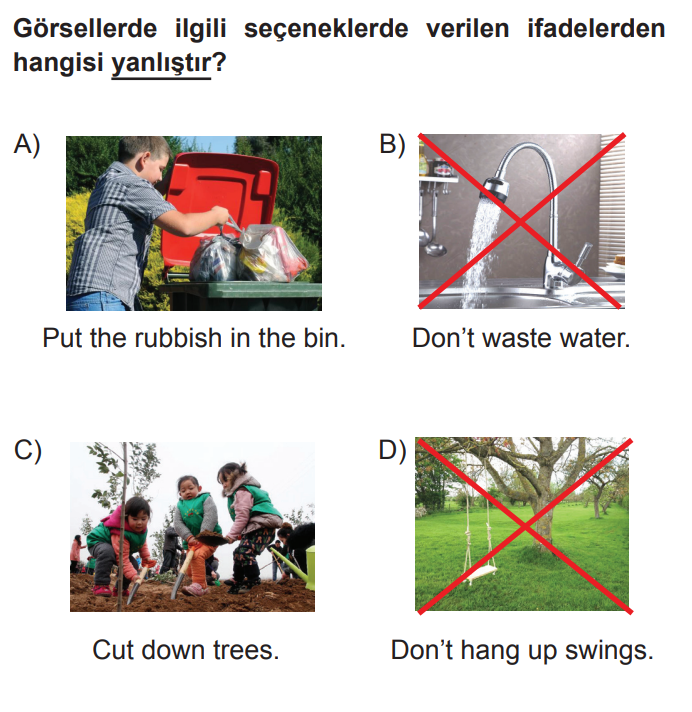 Görsellerde ilgili seçeneklerde verilen ifadelerden
hangisi yanlıştır?
A)
B)
Put the rubbish in the bin.
Don’t waste water.
C)
D)
Cut down trees.
Don’t hang up swings.